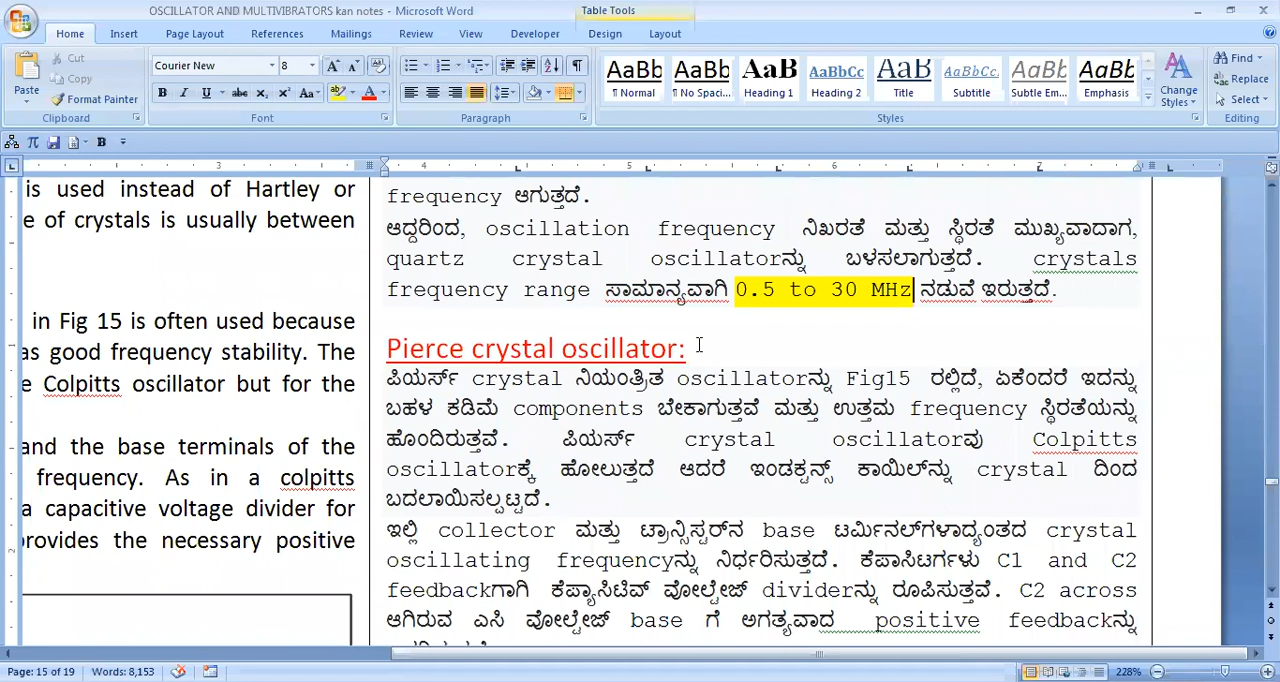 OSCILLATOR AND MULTIVIBRATORS kan notes - Microsoft Word
Table Tools
Home Insert Page Layout References Mailings Review View Developer Design Layout
Cut
Copy
Format Painter
Paste
Clipboard
Courier New 8
Font
Paragraph
AaBb AaBb AaB AaBbCc AaB AaBbCc. AaBbC AaBb
¶ Normal ¶ No Spaci... Heading 1 Heading 2 Title Subtitle Subtle Em... Emphasis
Styles
Change Styles
Find
Replace
Select
Editing
3 4 5 6 7
is used instead of Hartley or
e of crystals is usually between
in Fig 15 is often used because
as good frequency stability. The
e Colpitts oscillator but for the
and the base terminals of the
frequency. As in a colpitts
a capacitive voltage divider for
provides the necessary positive
frequency ಆಗುತ್ತದೆ.
ಆದ್ದರಿಂದ, oscillation frequency ನಿಖರತೆ ಮತ್ತು ಸ್ಥಿರತೆ ಮುಖ್ಯವಾದಾಗ,
quartz crystal oscillatorನ್ನು ಬಳಸಲಾಗುತ್ತದೆ. crystals
frequency range ಸಾಮಾನ್ಯವಾಗಿ 0.5 to 30 MHz ನಡುವೆ ಇರುತ್ತದೆ.
Pierce crystal oscillator:
ಪಿಯರ್ಸ್ crystal ನಿಯಂತ್ರಿತ oscillatorನ್ನು Fig15 ರಲ್ಲಿದೆ, ಏಕೆಂದರೆ ಇದನ್ನು
ಬಹಳ ಕಡಿಮೆ components ಬೇಕಾಗುತ್ತವೆ ಮತ್ತು ಉತ್ತಮ frequency ಸ್ಥಿರತೆಯನ್ನು
ಹೊಂದಿರುತ್ತವೆ. ಪಿಯರ್ಸ್ crystal oscillatorವು Colpitts
oscillatorಕ್ಕೆ ಹೋಲುತ್ತದೆ ಆದರೆ ಇಂಡಕ್ಟನ್ಸ್ ಕಾಯಿಲ್‌ನ್ನು crystal ದಿಂದ
ಬದಲಾಯಿಸಲ್ಪಟ್ಟದೆ.
ಇಲ್ಲಿ collector ಮತ್ತು ಟ್ರಾನ್ಸಿಸ್ಟರ್‌ನ base ಟರ್ಮಿನಲ್‌ಗಳಾದ್ಯಂತದ crystal
oscillating frequencyನ್ನು ನಿರ್ಧರಿಸುತ್ತದೆ. ಕೆಪಾಸಿಟರ್ಗಳು C1 and C2
feedbackಗಾಗಿ ಕೆಪ್ಯಾಸಿಟಿವ್ ವೋಲ್ಟೇಜ್ dividerನ್ನು ರೂಪಿಸುತ್ತವೆ. C2 across
ಆಗಿರುವ ಎಸಿ ವೋಲ್ಟೇಜ್ base ಗೆ ಅಗತ್ಯವಾದ positive feedbackನ್ನು
Page: 15 of 19 Words: 8,153 228%